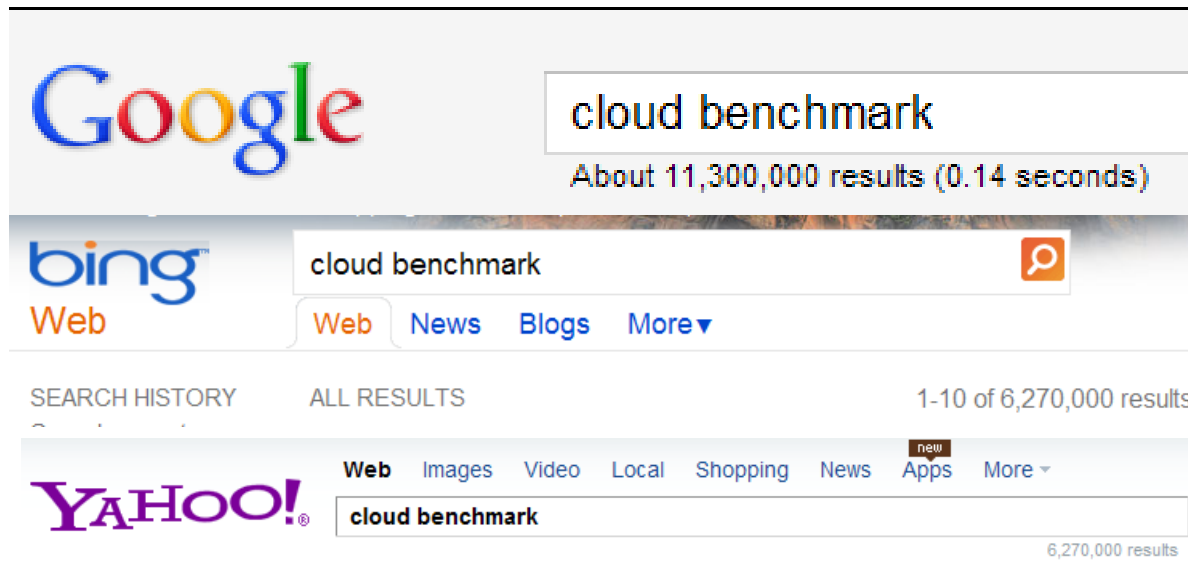 Google
cloud benchmark
About 11,300,000 results (0.14 seconds)
bing™
cloud benchmark
Web
Web News Blogs More▼
SEARCH HISTORY ALL RESULTS 1-10 of 6,270,000 results
new
Web Images Video Local Shopping News Apps More
YAHOO!®
cloud benchmark
6,270,000 results